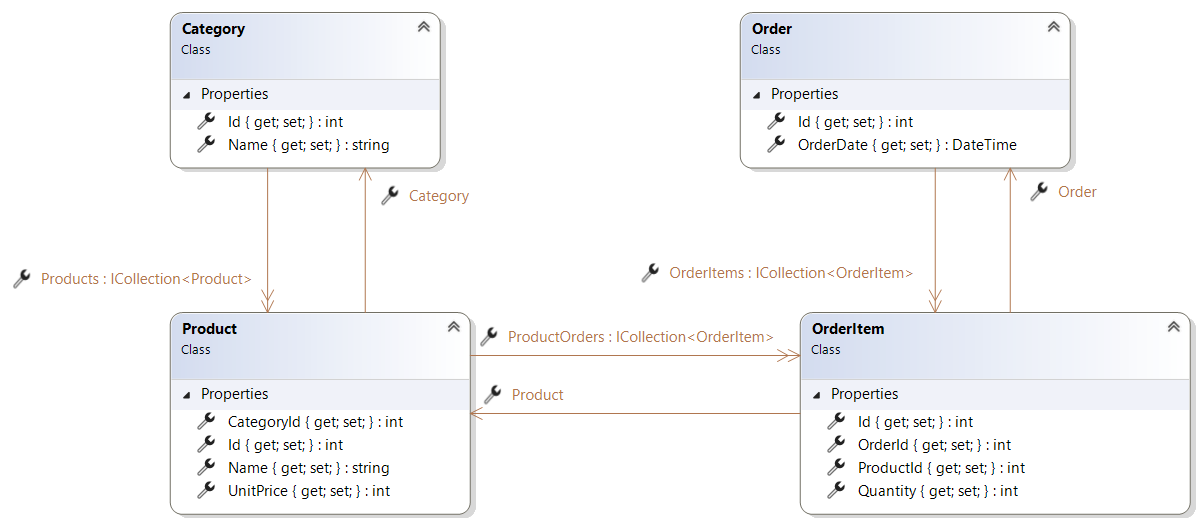 Category
Class
Properties
Id { get; set; } : int
Name { get; set; } : string
Order
Class
Properties
Id { get; set; } : int
OrderDate { get; set; } : DateTime
Category
Order
Products : ICollection<Product>
OrderItems : ICollection<OrderItem>
Product
Class
Properties
CategoryId { get; set; } : int
Id { get; set; } : int
Name { get; set; } : string
UnitPrice { get; set; } : int
ProductOrders : ICollection<OrderItem>
Product
OrderItem
Class
Properties
Id { get; set; } : int
OrderId { get; set; } : int
ProductId { get; set; } : int
Quantity { get; set; } : int